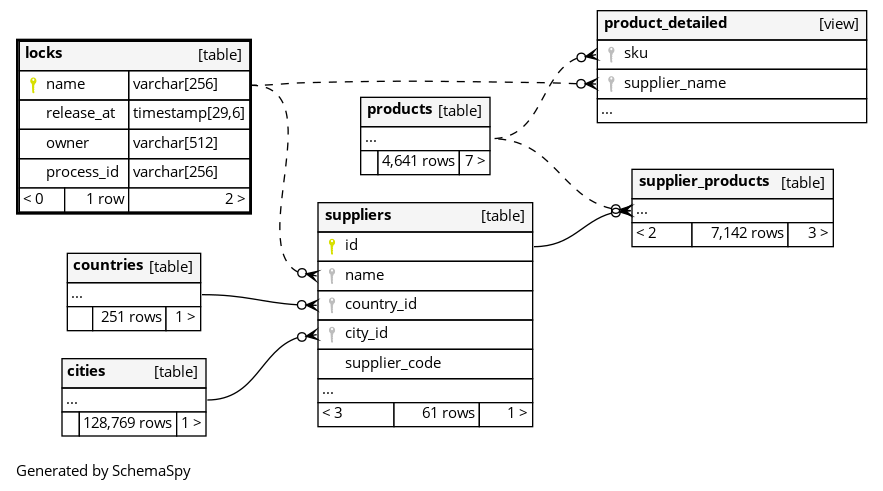 locks [table]
name varchar[256]
release_at timestamp[29,6]
owner varchar[512]
process_id varchar[256]
< 0 1 row 2 >
product_detailed [view]
sku
supplier_name
...
products [table]
...
4,641 rows 7 >
supplier_products [table]
...
< 2 7,142 rows 3 >
suppliers [table]
id
name
country_id
city_id
supplier_code
...
< 3 61 rows 1 >
countries [table]
...
251 rows 1 >
cities [table]
...
128,769 rows 1 >
Generated by SchemaSpy